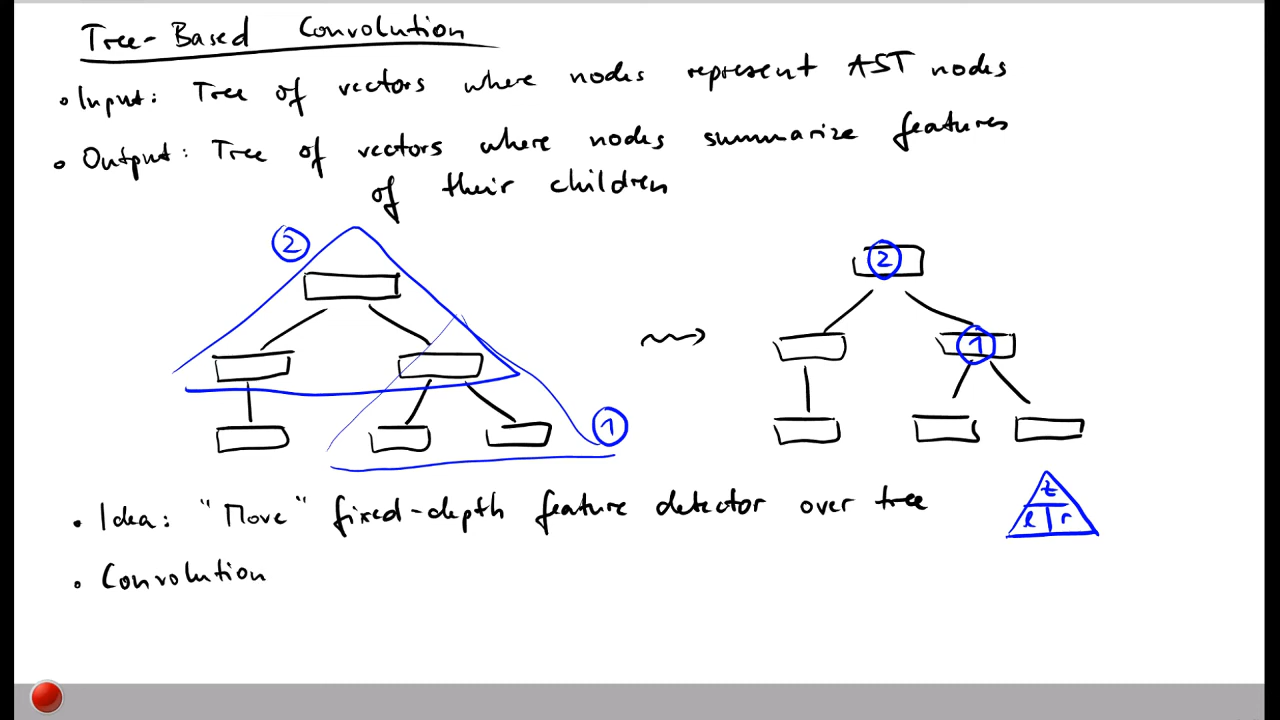 Tree-Based Convolution
• Input: Tree of vectors where nodes represent AST nodes
• Output: Tree of vectors where nodes summarize features
of their children
2
2
1
1
• Idea: "Move" fixed-depth feature detector over tree
t
l r
• Convolution